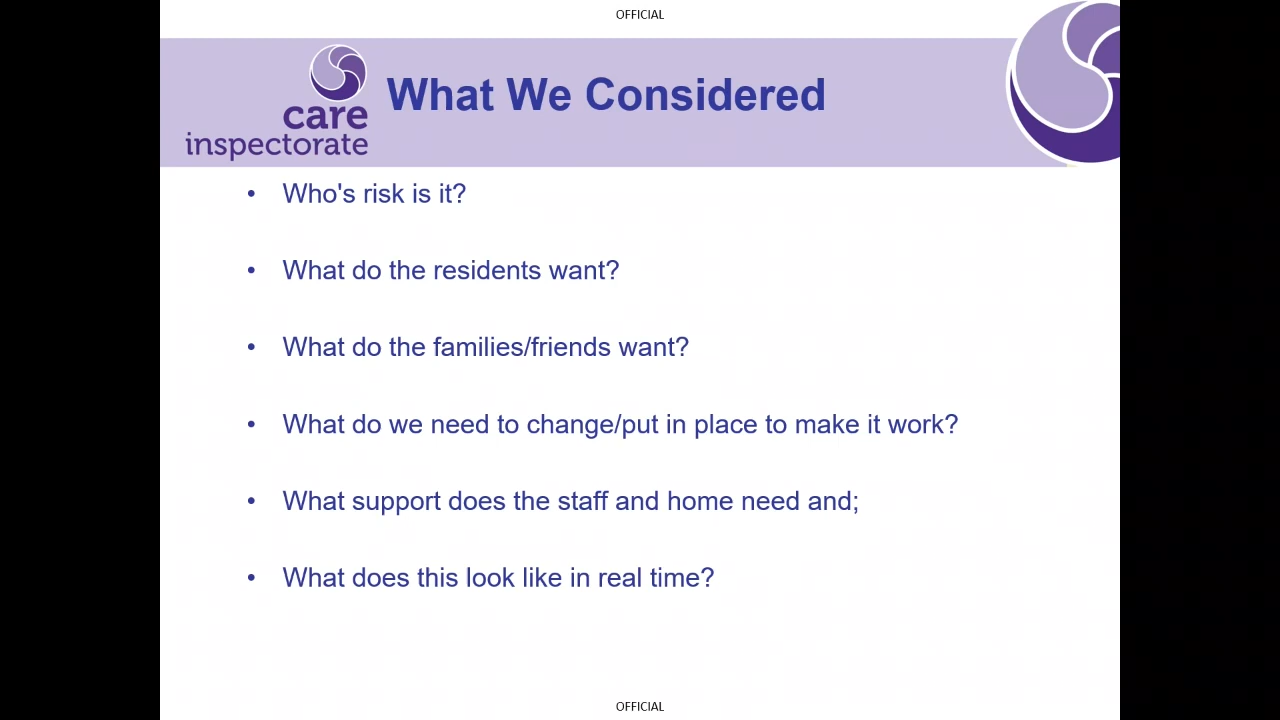 OFFICIAL
care
inspectorate
What We Considered
• Who's risk is it?
• What do the residents want?
• What do the families/friends want?
• What do we need to change/put in place to make it work?
• What support does the staff and home need and;
• What does this look like in real time?
OFFICIAL